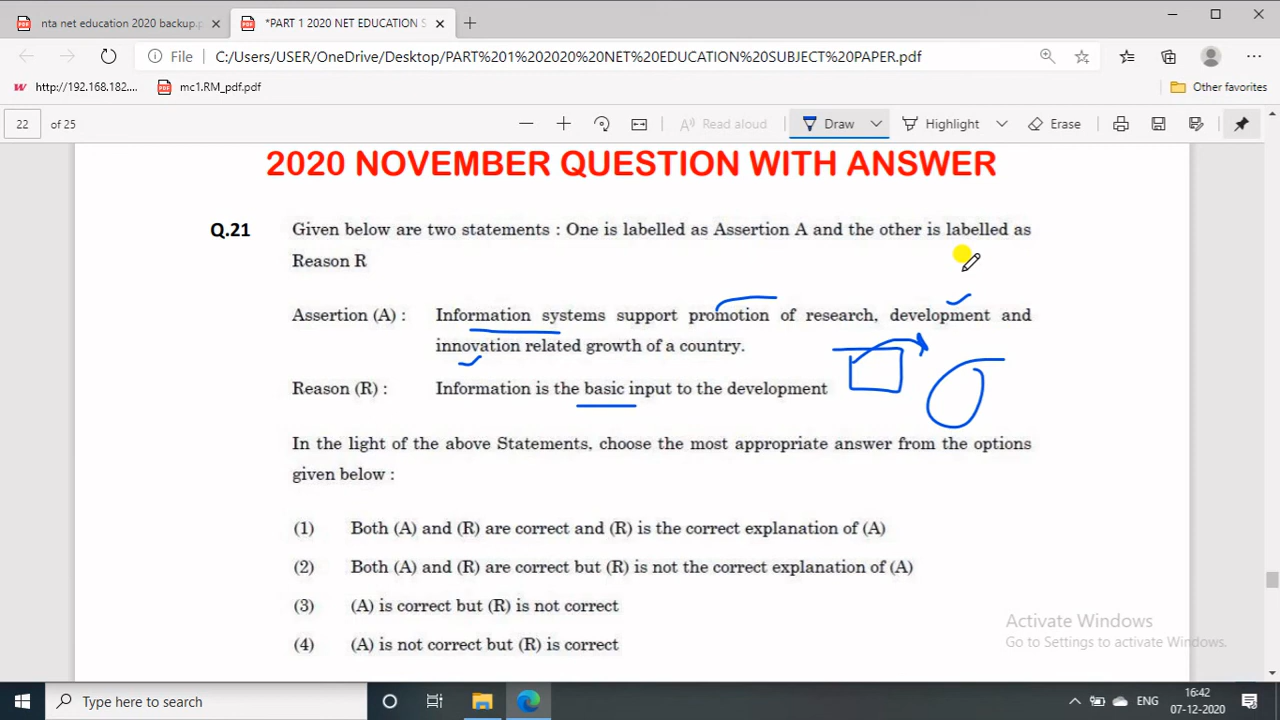 nta net education 2020 backup.p
*PART 1 2020 NET EDUCATION S
File C:/Users/USER/OneDrive/Desktop/PART%201%202020%20NET%20EDUCATION%20SUBJECT%20PAPER.pdf
http://192.168.182....
mc1.RM_pdf.pdf
Other favorites
22 of 25
Read aloud
Draw
Highlight
Erase
2020 NOVEMBER QUESTION WITH ANSWER
Q.21 Given below are two statements : One is labelled as Assertion A and the other is labelled as
Reason R
Assertion (A) : Information systems support promotion of research, development and
innovation related growth of a country.
Reason (R) : Information is the basic input to the development
In the light of the above Statements, choose the most appropriate answer from the options
given below :
(1) Both (A) and (R) are correct and (R) is the correct explanation of (A)
(2) Both (A) and (R) are correct but (R) is not the correct explanation of (A)
(3) (A) is correct but (R) is not correct
(4) (A) is not correct but (R) is correct
Activate Windows
Go to Settings to activate Windows.
Type here to search
ENG
16:42
07-12-2020